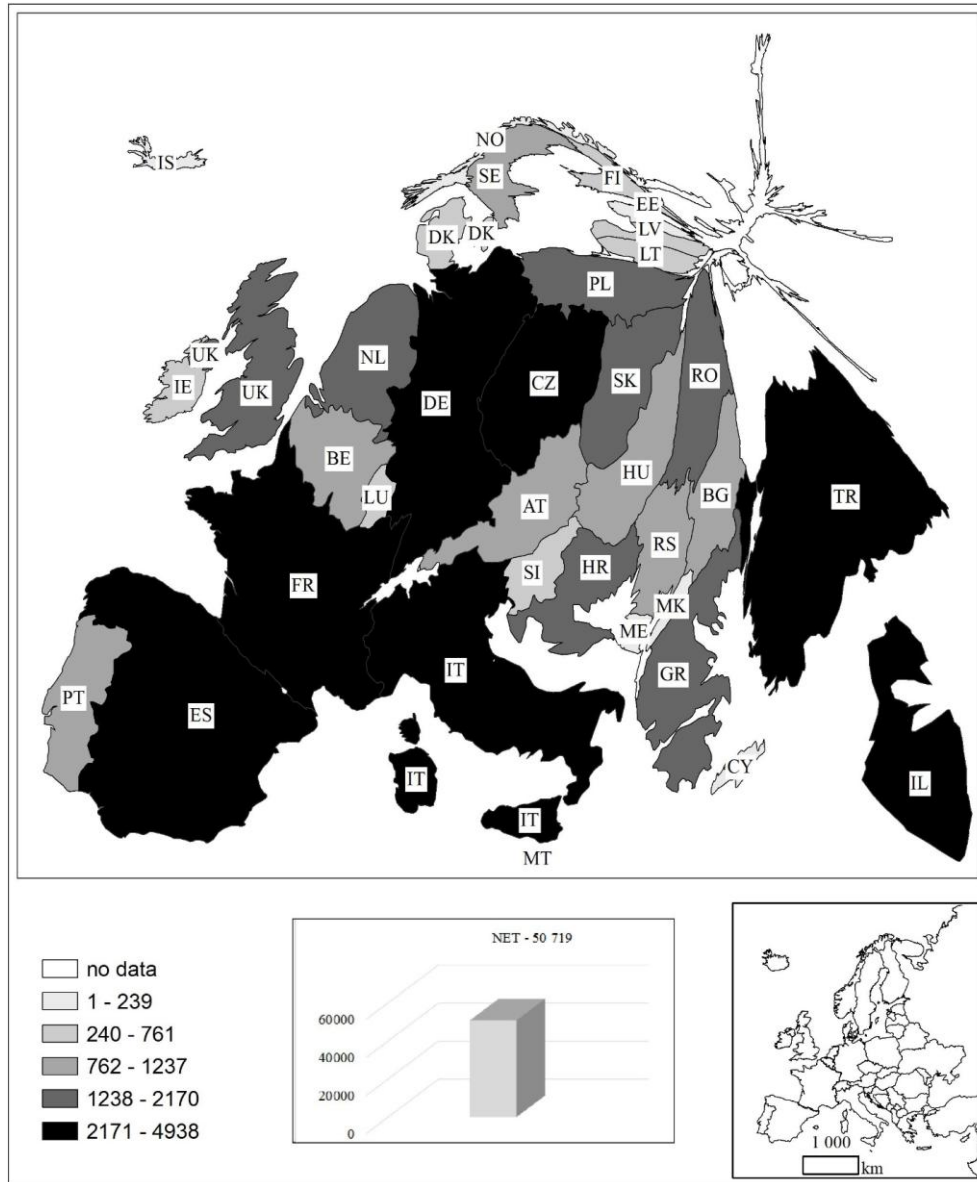 NO
IS
SE
FI
EE
DK
DK
LV
LT
PL
UK
NL
SK
RO
IE
UK
DE
CZ
BE
HU
BG
LU
AT
TR
RS
FR
SI
HR
MK
ME
IT
GR
PT
ES
CY
IT
IL
IT
MT
NET - 50 719
no data
1 - 239
240 - 761
762 - 1237
1238 - 2170
2171 - 4938
60000
40000
20000
0
1 000
km